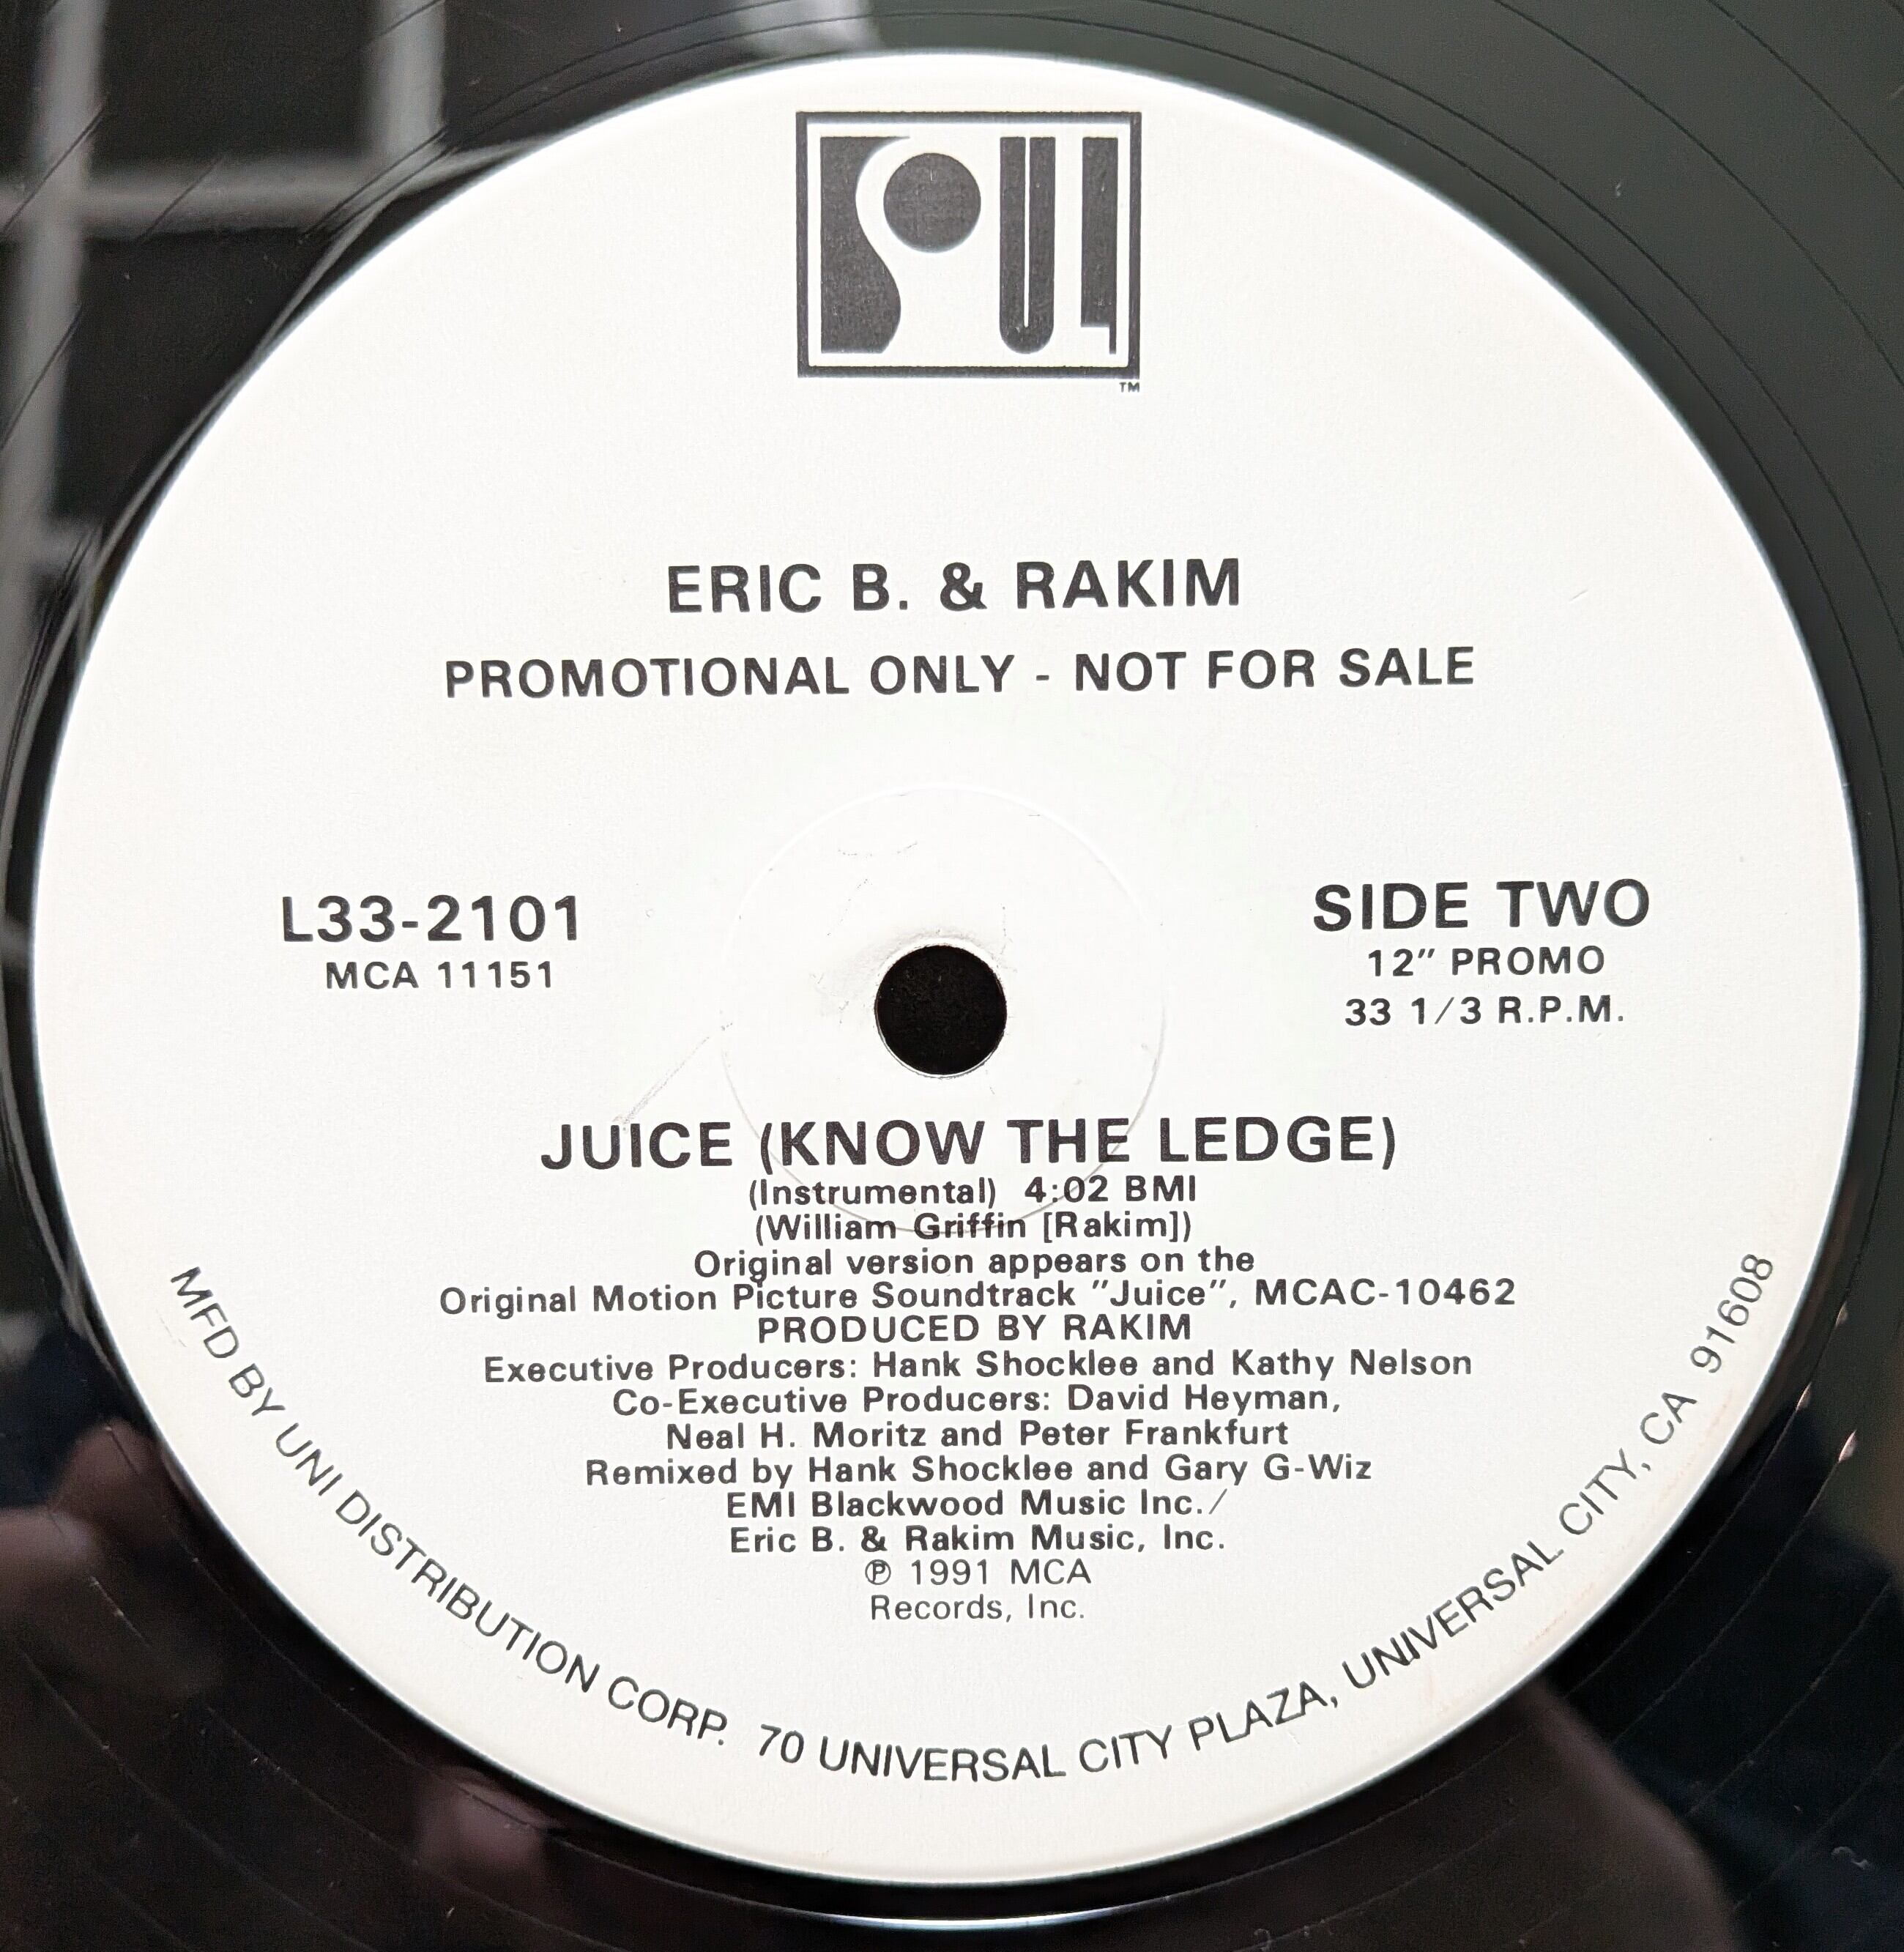 SOUL
TM
ERIC B. & RAKIM
PROMOTIONAL ONLY - NOT FOR SALE
L33-2101
MCA 11151
SIDE TWO
12" PROMO
33 1/3 R.P.M.
JUICE (KNOW THE LEDGE)
(Instrumental) 4:02 BMI
(William Griffin [Rakim])
Original version appears on the
Original Motion Picture Soundtrack "Juice", MCAC-10462
PRODUCED BY RAKIM
Executive Producers: Hank Shocklee and Kathy Nelson
Co-Executive Producers: David Heyman,
Neal H. Moritz and Peter Frankfurt
Remixed by Hank Shocklee and Gary G-Wiz
EMI Blackwood Music Inc./
Eric B. & Rakim Music, Inc.
℗ 1991 MCA
Records, Inc.
MFD BY UNI DISTRIBUTION CORP. 70 UNIVERSAL CITY PLAZA, UNIVERSAL CITY, CA 91608